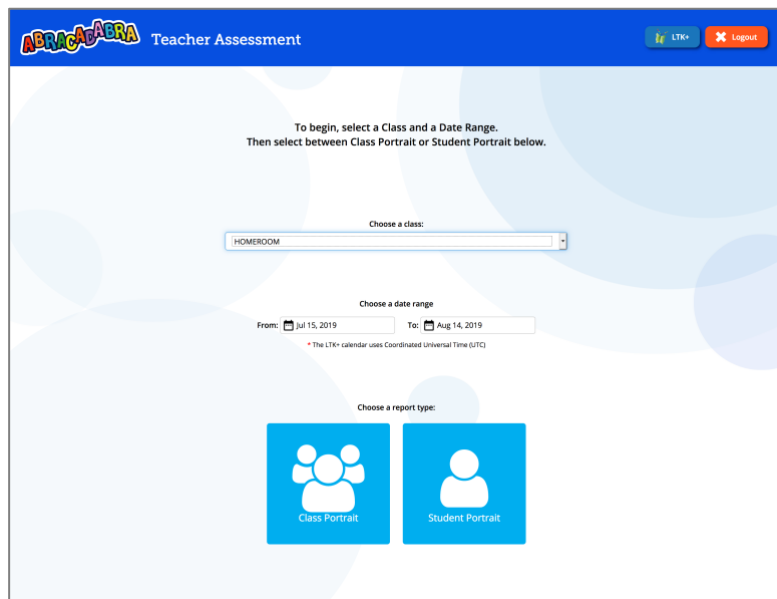 ABRACADABRA Teacher Assessment
LTK+
Logout
To begin, select a Class and a Date Range.
Then select between Class Portrait or Student Portrait below.
Choose a class:
HOMEROOM
Choose a date range
From: Jul 15, 2019 To: Aug 14, 2019
* The LTK+ calendar uses Coordinated Universal Time (UTC)
Choose a report type:
Class Portrait
Student Portrait